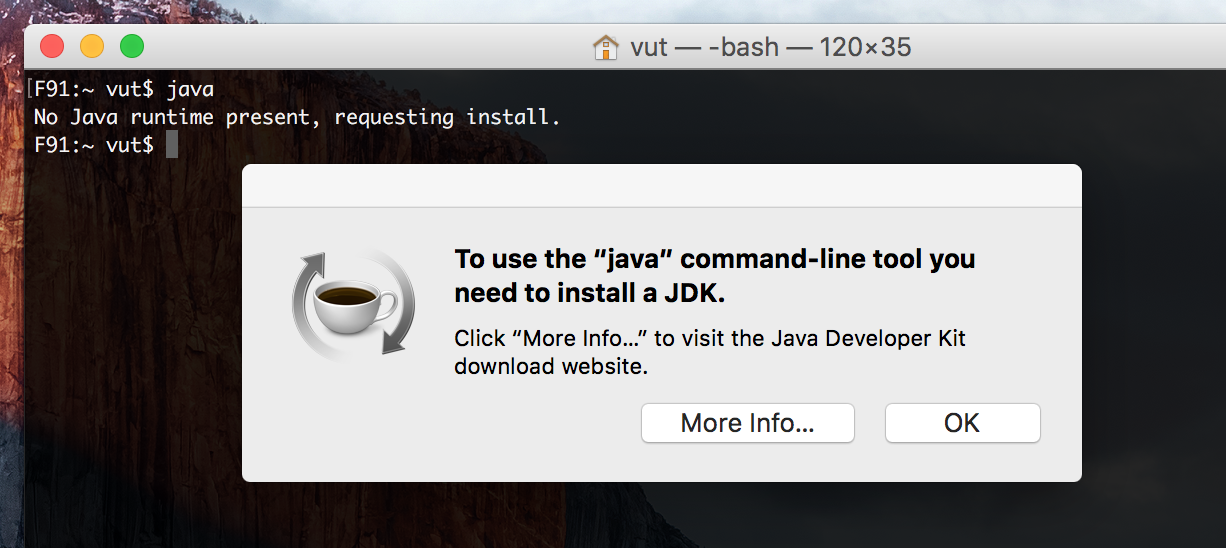 vut — -bash — 120×35
[F91:~ vut$ java
No Java runtime present, requesting install.
F91:~ vut$
To use the “java” command-line tool you
need to install a JDK.
Click “More Info…” to visit the Java Developer Kit
download website.
More Info…
OK